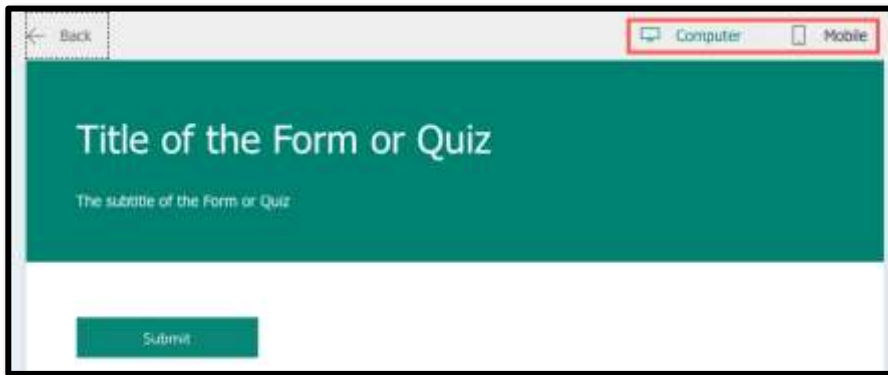 Back
Computer
Mobile
Title of the Form or Quiz
The subtitle of the Form or Quiz
Submit